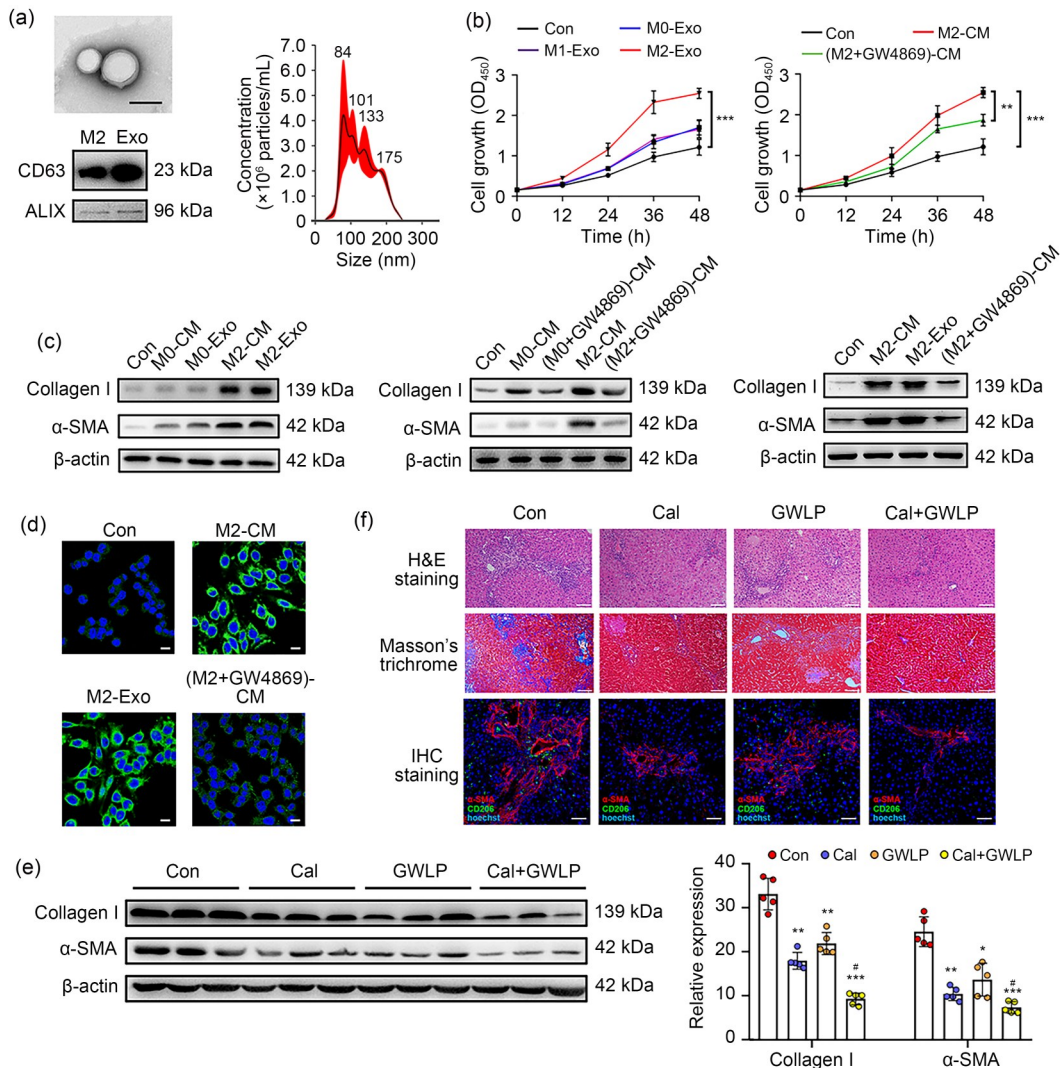 (a)
M2 Exo
CD63 23 kDa
ALIX 96 kDa
Concentration
(×10⁶ particles/mL)
7.0
6.0
5.0
4.0
3.0
2.0
1.0
0
84
101
133
175
0 100 200 300
Size (nm)
(b)
Con
M0-Exo
M1-Exo
M2-Exo
Cell growth (OD₄₅₀)
3
2
1
0
***
0 12 24 36 48
Time (h)
Con
M2-CM
(M2+GW4869)-CM
Cell growth (OD₄₅₀)
3
2
1
0
**
***
0 12 24 36 48
Time (h)
(c)
Con
M0-CM
M0-Exo
M2-CM
M2-Exo
Collagen I 139 kDa
α-SMA 42 kDa
β-actin 42 kDa
Con
M0-CM
(M0+GW4869)-CM
M2-CM
(M2+GW4869)-CM
Collagen I 139 kDa
α-SMA 42 kDa
β-actin 42 kDa
Con
M2-CM
M2-Exo
(M2+GW4869)-CM
Collagen I 139 kDa
α-SMA 42 kDa
β-actin 42 kDa
(d)
Con
M2-CM
M2-Exo
(M2+GW4869)-
CM
(f)
Con Cal GWLP Cal+GWLP
H&E
staining
Masson's
trichrome
IHC
staining
α-SMA
CD206
hoechst
α-SMA
CD206
hoechst
α-SMA
CD206
hoechst
α-SMA
CD206
hoechst
(e)
Con Cal GWLP Cal+GWLP
Collagen I 139 kDa
α-SMA 42 kDa
β-actin 42 kDa
Con Cal GWLP Cal+GWLP
Relative expression
40
30
20
10
0
**
**
#
***
**
*
#
***
Collagen I α-SMA